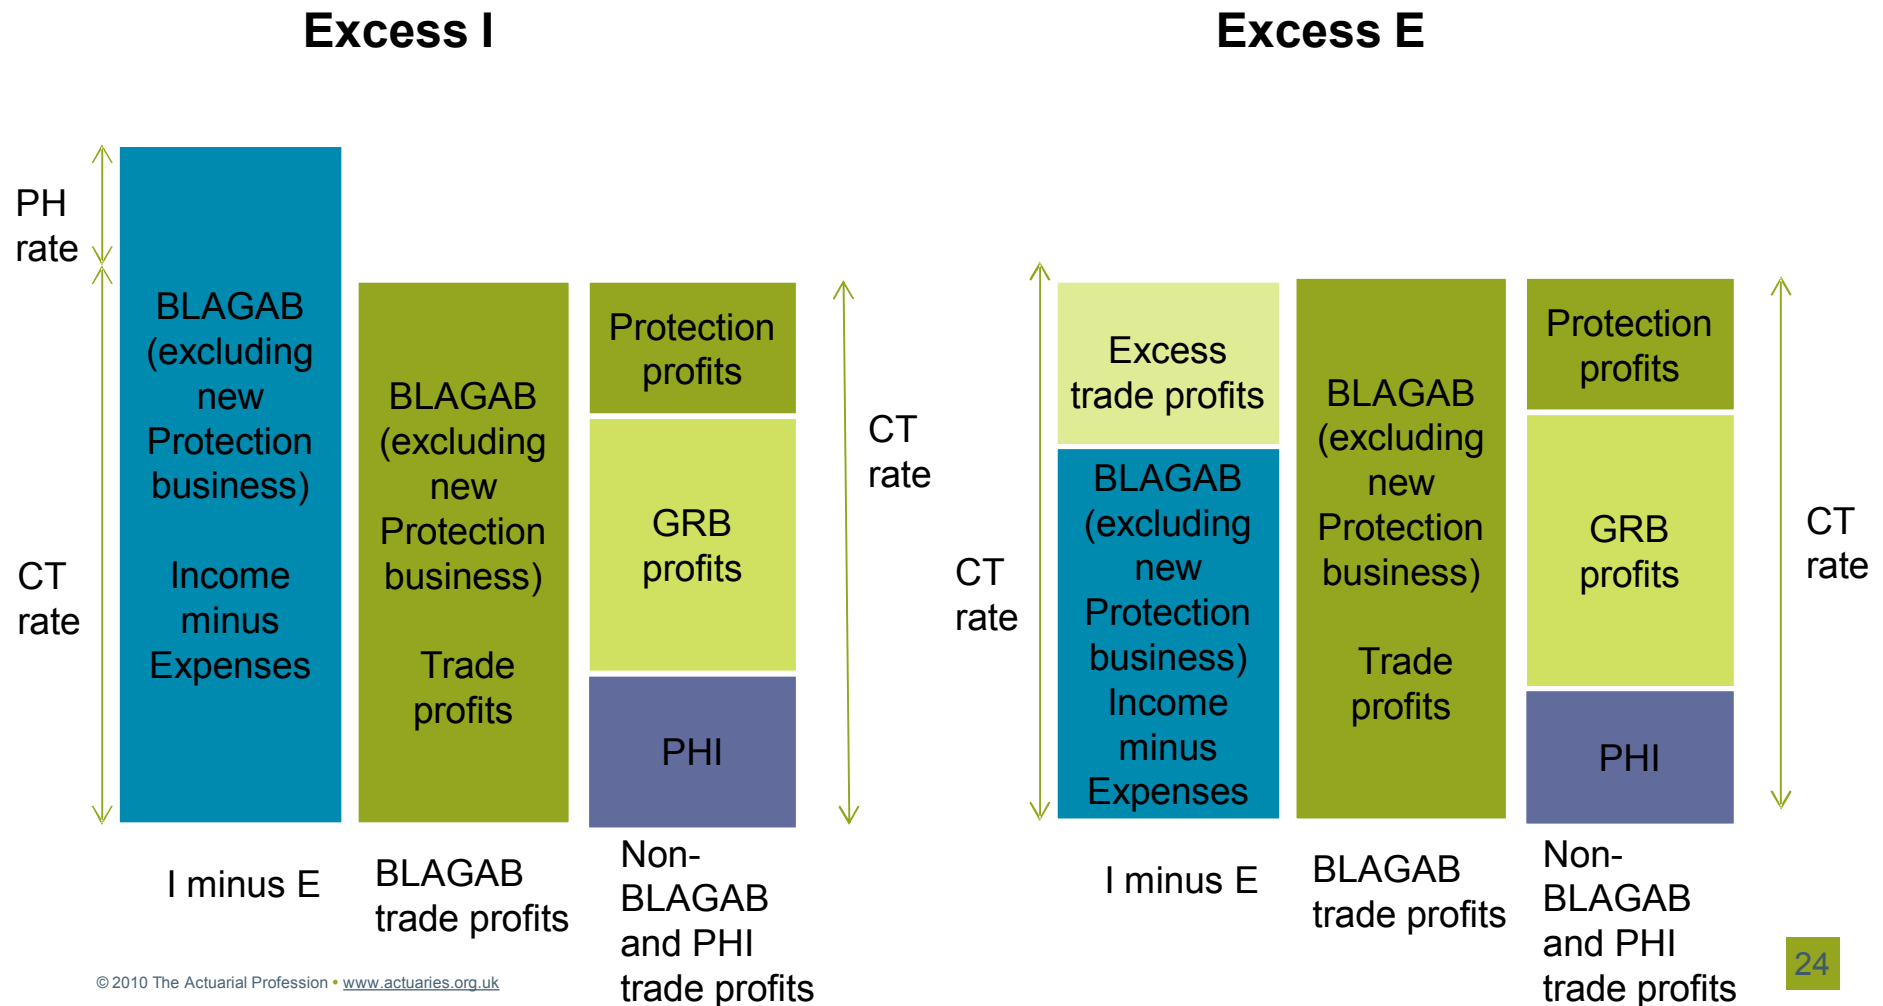 Excess I
PH
rate
CT
rate
BLAGAB
(excluding
new
Protection
business)
Income
minus
Expenses
BLAGAB
(excluding
new
Protection
business)
Trade
profits
Protection
profits
GRB
profits
PHI
CT
rate
I minus E
BLAGAB
trade profits
Non-
BLAGAB
and PHI
trade profits
Excess E
CT
rate
Excess
trade profits
BLAGAB
(excluding
new
Protection
business)
Income
minus
Expenses
BLAGAB
(excluding
new
Protection
business)
Trade
profits
Protection
profits
GRB
profits
PHI
CT
rate
I minus E
BLAGAB
trade profits
Non-
BLAGAB
and PHI
trade profits
© 2010 The Actuarial Profession • www.actuaries.org.uk
24